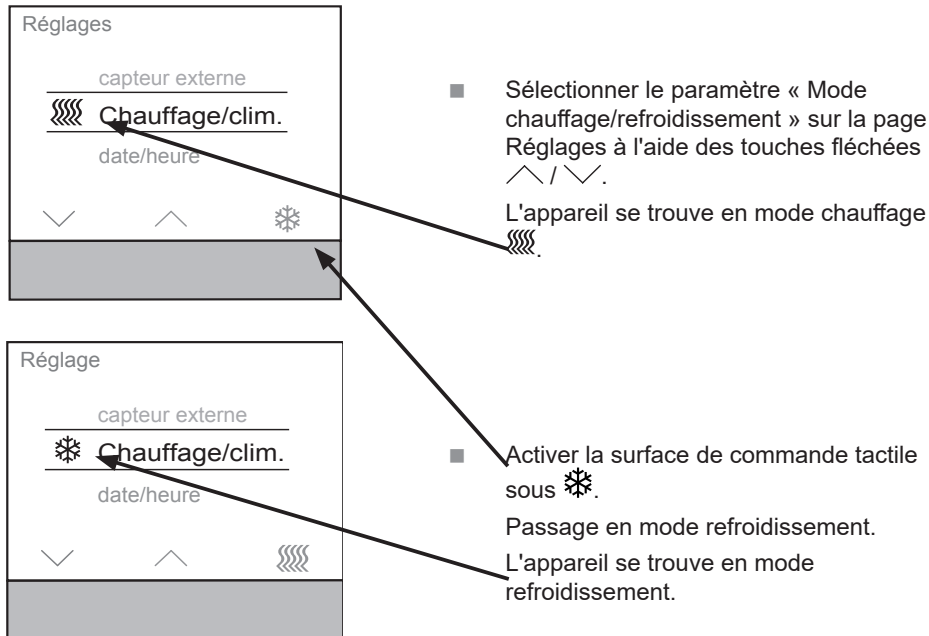 Réglages
capteur externe
Chauffage/clim.
date/heure
Sélectionner le paramètre « Mode
chauffage/refroidissement » sur la page
Réglages à l'aide des touches fléchées
/ .
L'appareil se trouve en mode chauffage
.
Réglage
capteur externe
Chauffage/clim.
date/heure
Activer la surface de commande tactile
sous .
Passage en mode refroidissement.
L'appareil se trouve en mode
refroidissement.